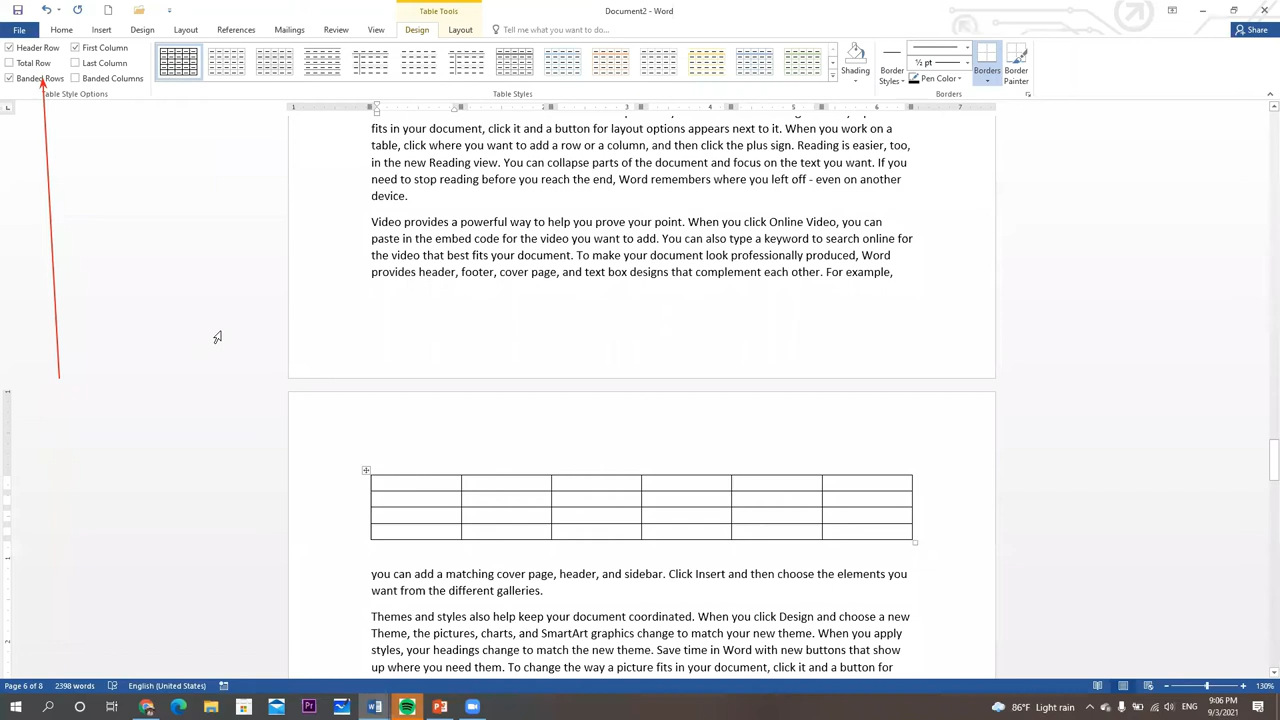 Table Tools
Document2 - Word
File
Home
Insert
Design
Layout
References
Mailings
Review
View
Design
Layout
Tell me what you want to do...
Share
Header Row
First Column
Total Row
Last Column
Banded Rows
Banded Columns
Table Style Options
Table Styles
Shading
Border
Styles
½ pt
Pen Color
Borders
Border
Painter
Borders
1 1 2 3 4 5 6 7
fits in your document, click it and a button for layout options appears next to it. When you work on a
table, click where you want to add a row or a column, and then click the plus sign. Reading is easier, too,
in the new Reading view. You can collapse parts of the document and focus on the text you want. If you
need to stop reading before you reach the end, Word remembers where you left off - even on another
device.
Video provides a powerful way to help you prove your point. When you click Online Video, you can
paste in the embed code for the video you want to add. You can also type a keyword to search online for
the video that best fits your document. To make your document look professionally produced, Word
provides header, footer, cover page, and text box designs that complement each other. For example,
you can add a matching cover page, header, and sidebar. Click Insert and then choose the elements you
want from the different galleries.
Themes and styles also help keep your document coordinated. When you click Design and choose a new
Theme, the pictures, charts, and SmartArt graphics change to match your new theme. When you apply
styles, your headings change to match the new theme. Save time in Word with new buttons that show
up where you need them. To change the way a picture fits in your document, click it and a button for
Page 6 of 8
2398 words
English (United States)
130%
86°F Light rain
ENG
9:06 PM
9/3/2021